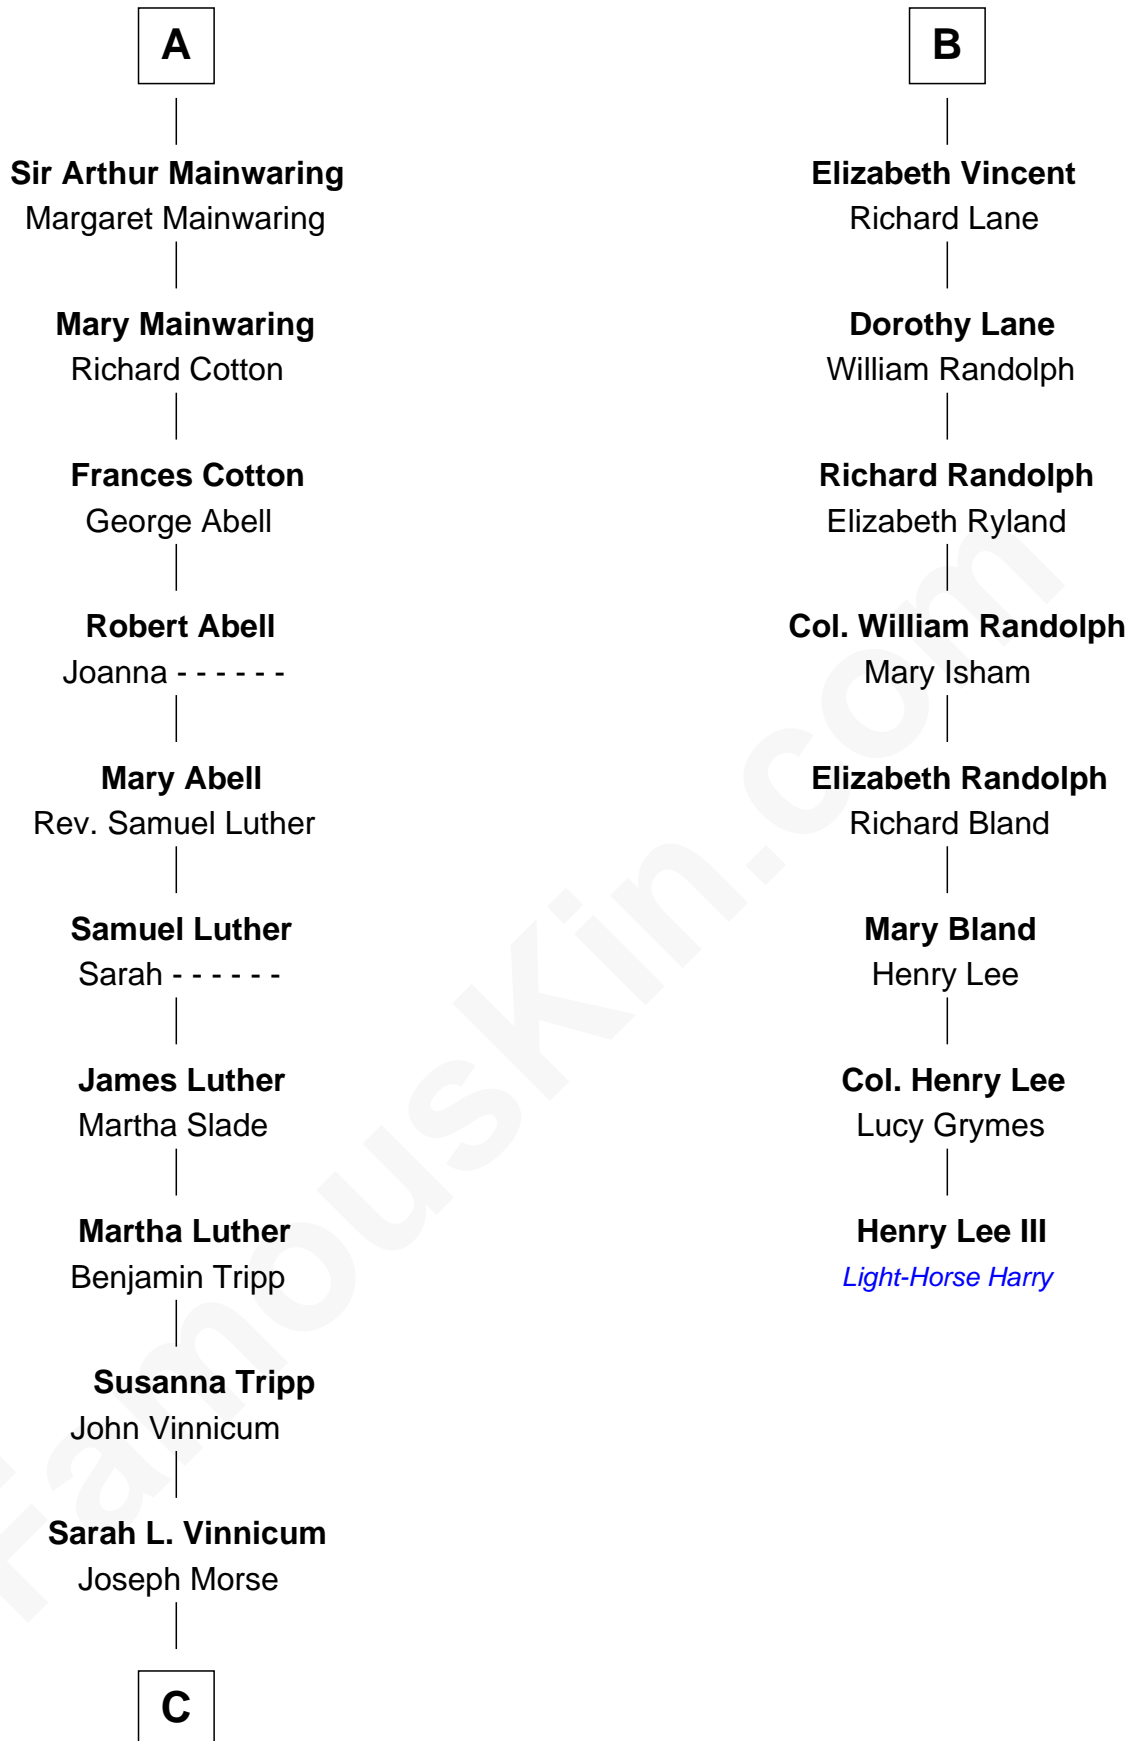 A
Sir Arthur Mainwaring
Margaret Mainwaring
Mary Mainwaring
Richard Cotton
Frances Cotton
George Abell
Robert Abell
Joanna - - - - - -
Mary Abell
Rev. Samuel Luther
Samuel Luther
Sarah - - - - - -
James Luther
Martha Slade
Martha Luther
Benjamin Tripp
Susanna Tripp
John Vinnicum
Sarah L. Vinnicum
Joseph Morse
C
B
Elizabeth Vincent
Richard Lane
Dorothy Lane
William Randolph
Richard Randolph
Elizabeth Ryland
Col. William Randolph
Mary Isham
Elizabeth Randolph
Richard Bland
Mary Bland
Henry Lee
Col. Henry Lee
Lucy Grymes
Henry Lee III
Light-Horse Harry
FamousKin.com